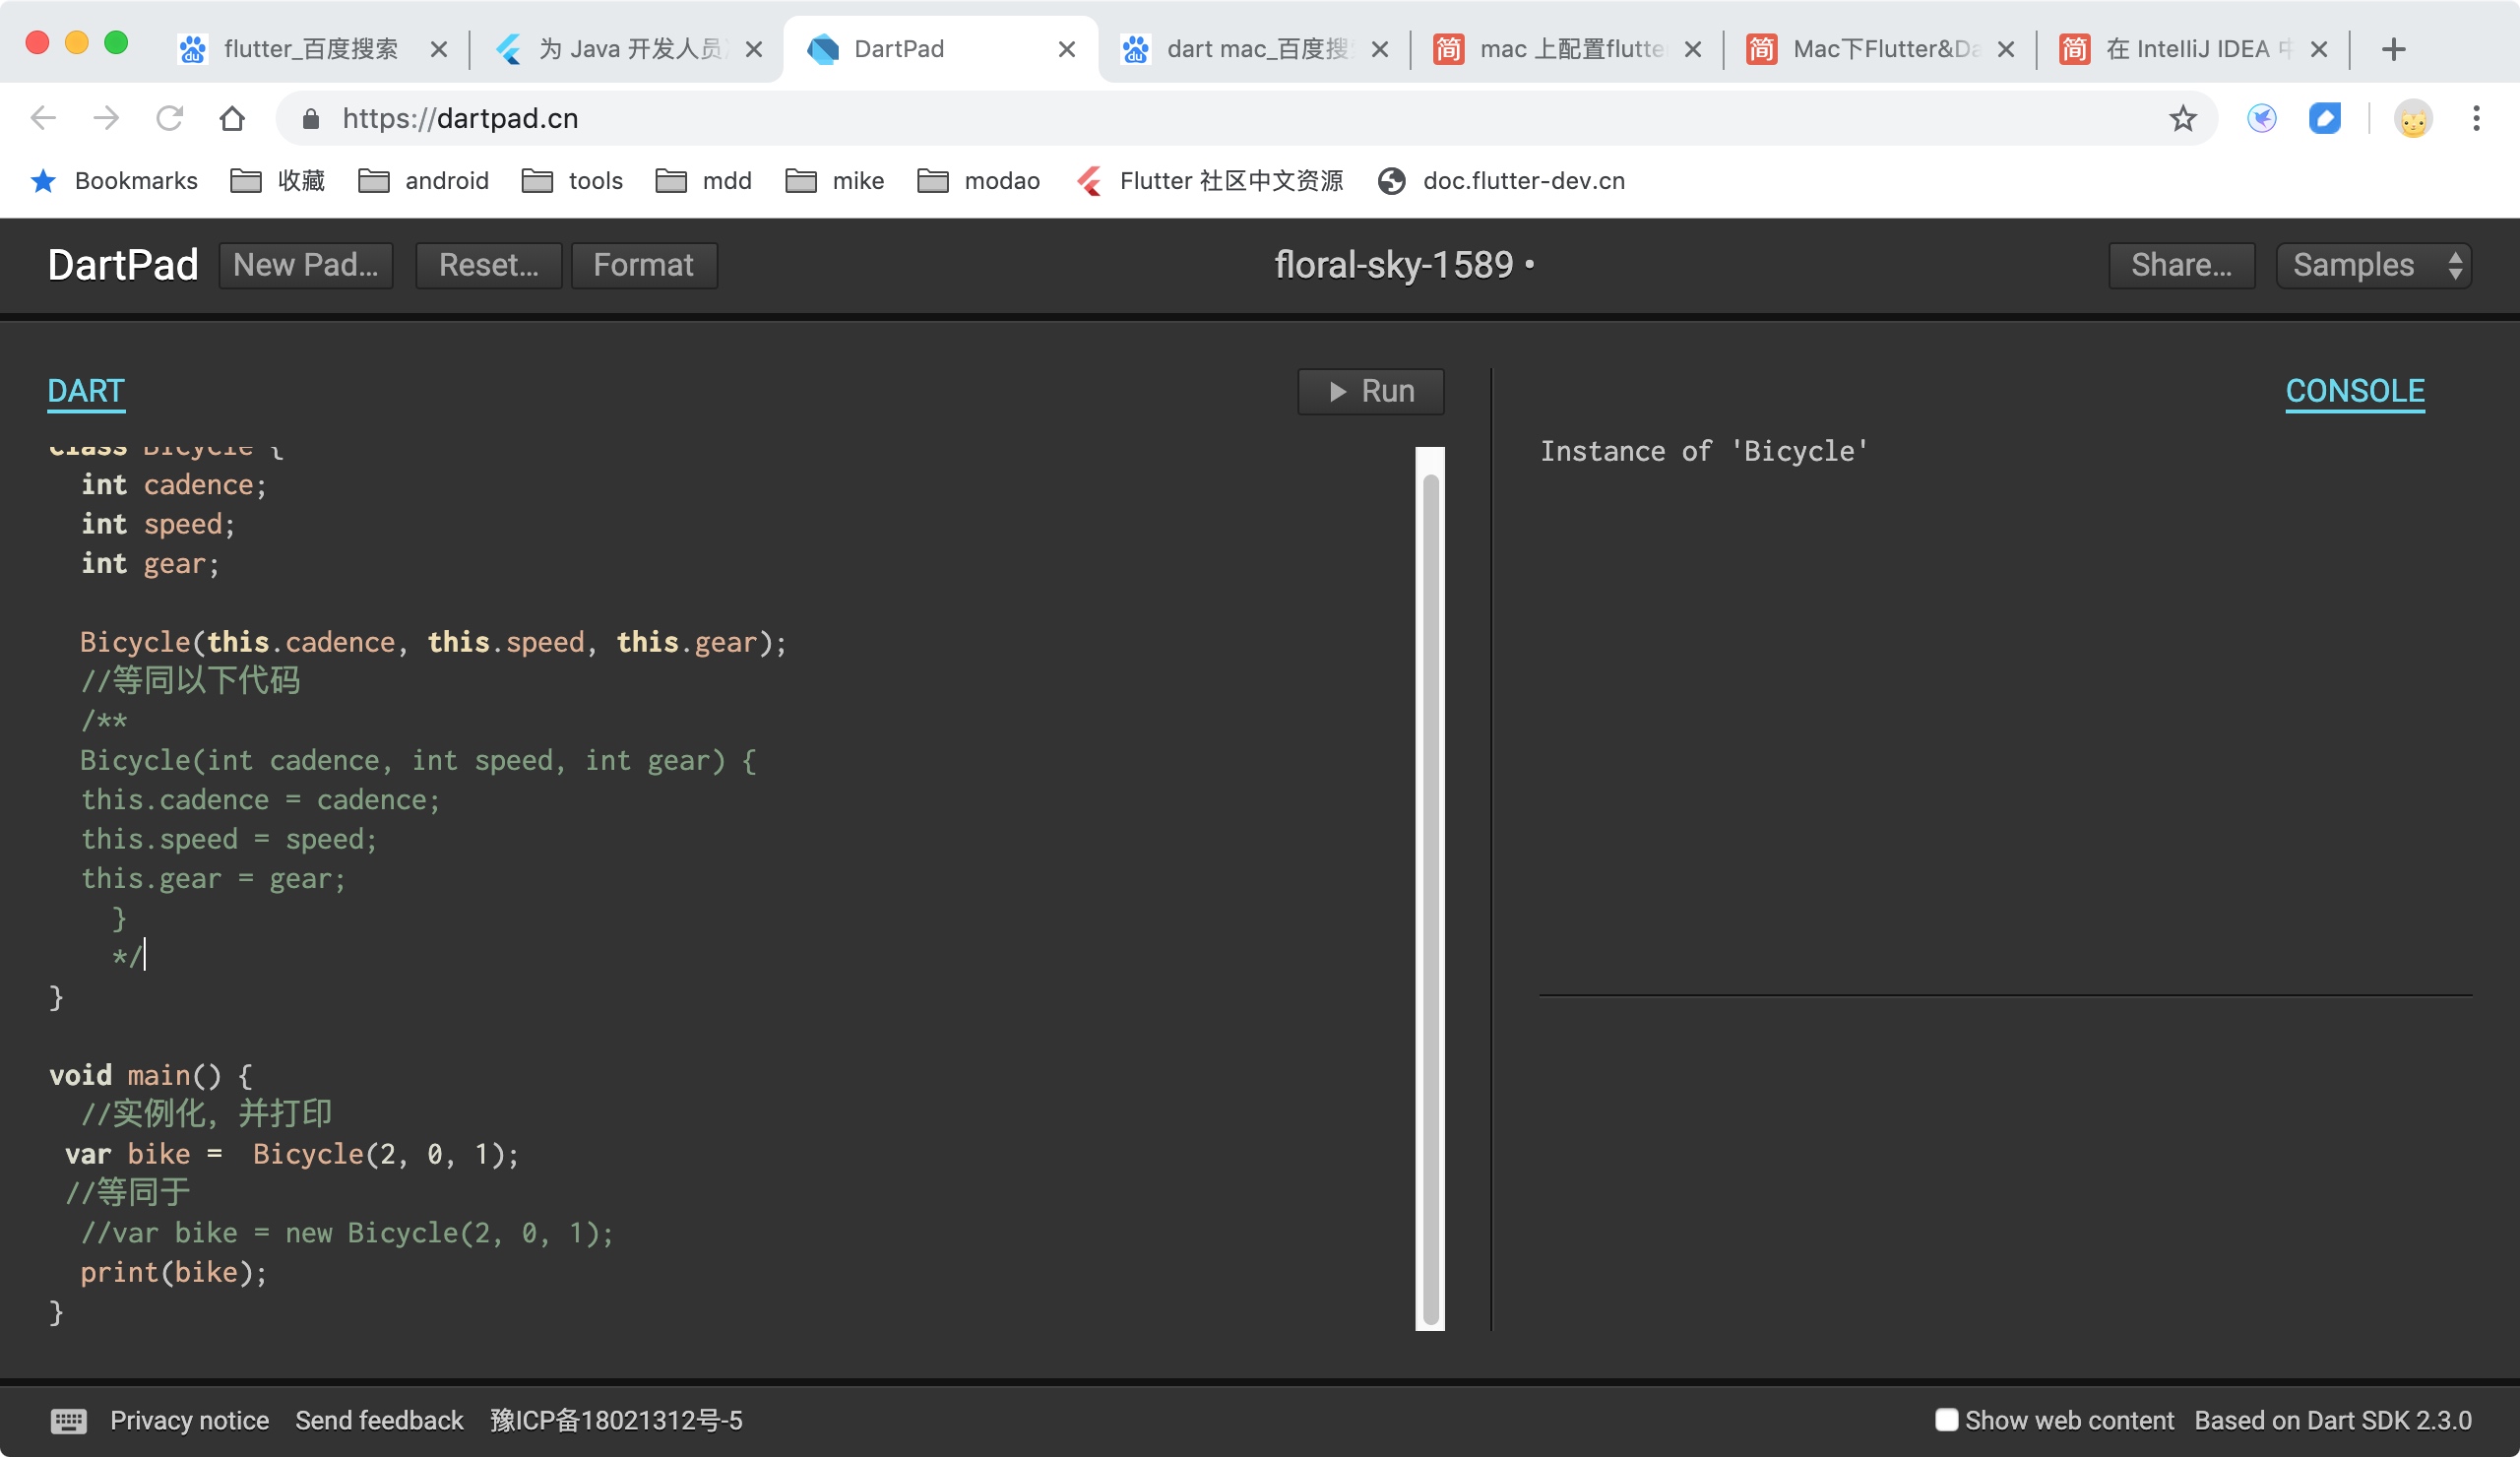 flutter_百度搜索
为 Java 开发人员
DartPad
dart mac_百度搜
mac 上配置flutte
Mac下Flutter&Da
在 IntelliJ IDEA
https://dartpad.cn
Bookmarks 收藏 android tools mdd mike modao Flutter 社区中文资源 doc.flutter-dev.cn
DartPad New Pad... Reset... Format floral-sky-1589 • Share... Samples
DART Run CONSOLE
class Bicycle {
int cadence;
int speed;
int gear;
Bicycle(this.cadence, this.speed, this.gear);
//等同以下代码
/**
Bicycle(int cadence, int speed, int gear) {
this.cadence = cadence;
this.speed = speed;
this.gear = gear;
}
*/
}
void main() {
//实例化，并打印
var bike =  Bicycle(2, 0, 1);
//等同于
//var bike = new Bicycle(2, 0, 1);
print(bike);
}
Instance of 'Bicycle'
Privacy notice Send feedback 豫ICP备18021312号-5 Show web content Based on Dart SDK 2.3.0